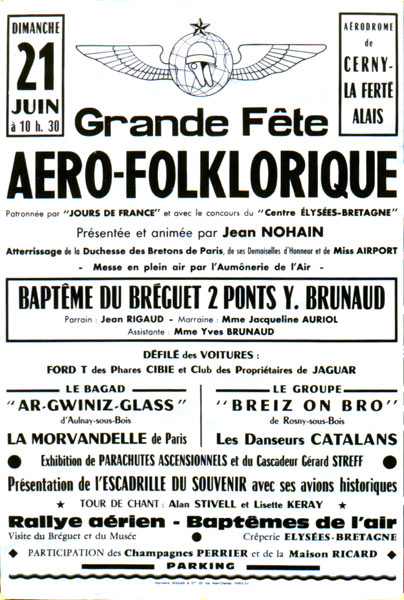 DIMANCHE
21
JUIN
à 10 h. 30
AÉRODROME
de
CERNY-
LA FERTÉ
ALAIS
Grande Fête
AERO-FOLKLORIQUE
Patronnée par "JOURS DE FRANCE" et avec le concours du "Centre ÉLYSÉES-BRETAGNE"
Présentée et animée par Jean NOHAIN
Atterrissage de la Duchesse des Bretons de Paris, de ses Demoiselles d'Honneur et de Miss AIRPORT
- Messe en plein air par l'Aumônerie de l'Air -
BAPTÊME DU BRÉGUET 2 PONTS Y. BRUNAUD
Parrain : Jean RIGAUD - Marraine : Mme Jacqueline AURIOL
Assistante : Mme Yves BRUNAUD
DÉFILÉ des VOITURES :
FORD T des Phares CIBIE et Club des Propriétaires de JAGUAR
LE BAGAD
"AR-GWINIZ-GLASS"
d'Aulnay-sous-Bois
LA MORVANDELLE de Paris
LE GROUPE
"BREIZ ON BRO"
de Rosny-sous-Bois
Les Danseurs CATALANS
Exhibition de PARACHUTES ASCENSIONNELS et du Cascadeur Gérard STREFF
Présentation de l'ESCADRILLE DU SOUVENIR avec ses avions historiques
TOUR DE CHANT : Alan STIVELL et Lisette KERAY
Rallye aérien - Baptêmes de l'air
Visite du Bréguet et du Musée
Crêperie ELYSÉES-BRETAGNE
PARTICIPATION des Champagnes PERRIER et de la Maison RICARD
PARKING